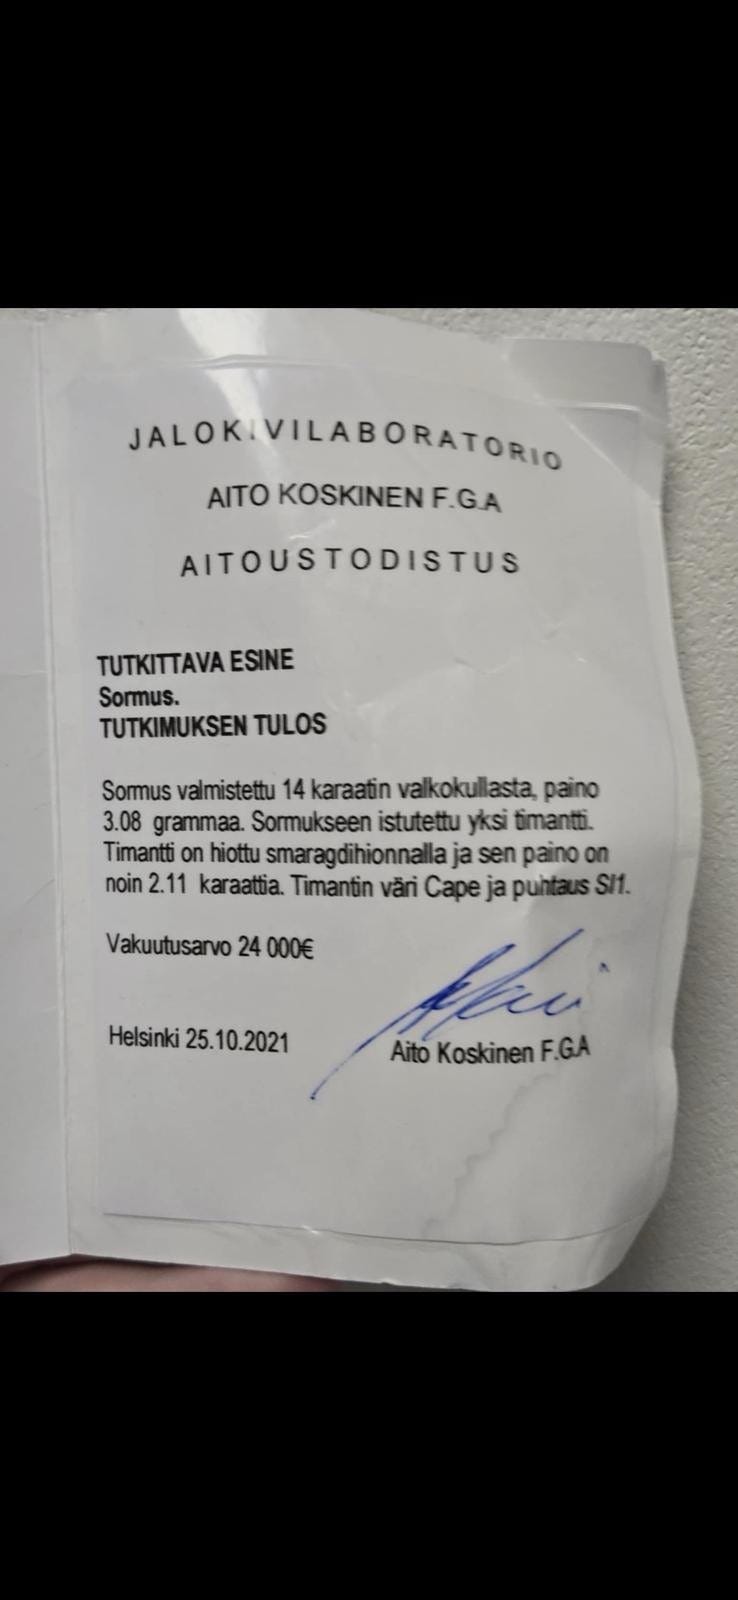 JALOKIVILABORATORIO
AITO KOSKINEN F.G.A
AITOUSTODISTUS
TUTKITTAVA ESINE
Sormus.
TUTKIMUKSEN TULOS
Sormus valmistettu 14 karaatin valkokullasta, paino
3.08 grammaa. Sormukseen istutettu yksi timantti.
Timantti on hiottu smaragdihionnalla ja sen paino on
noin 2.11 karaattia. Timantin väri Cape ja puhtaus SI1.
Vakuutusarvo 24 000€
Helsinki 25.10.2021
Aito Koskinen F.G.A